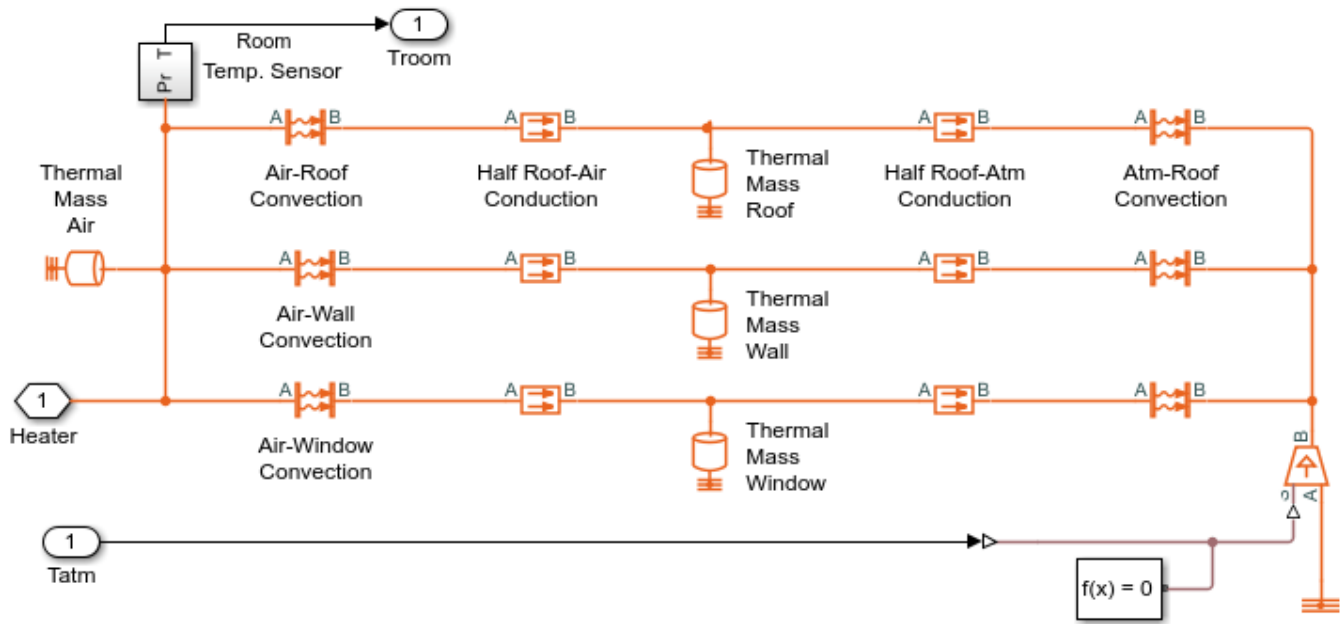 1
Troom
Room
Temp. Sensor
Pr T
A B A B A B A B
Thermal
Mass
Air
Air-Roof
Convection
Half Roof-Air
Conduction
Thermal
Mass
Roof
Half Roof-Atm
Conduction
Atm-Roof
Convection
A B A B A B A B
Air-Wall
Convection
Thermal
Mass
Wall
A B A B A B A B
1
Heater
Air-Window
Convection
Thermal
Mass
Window
B
A
1
Tatm
f(x) = 0